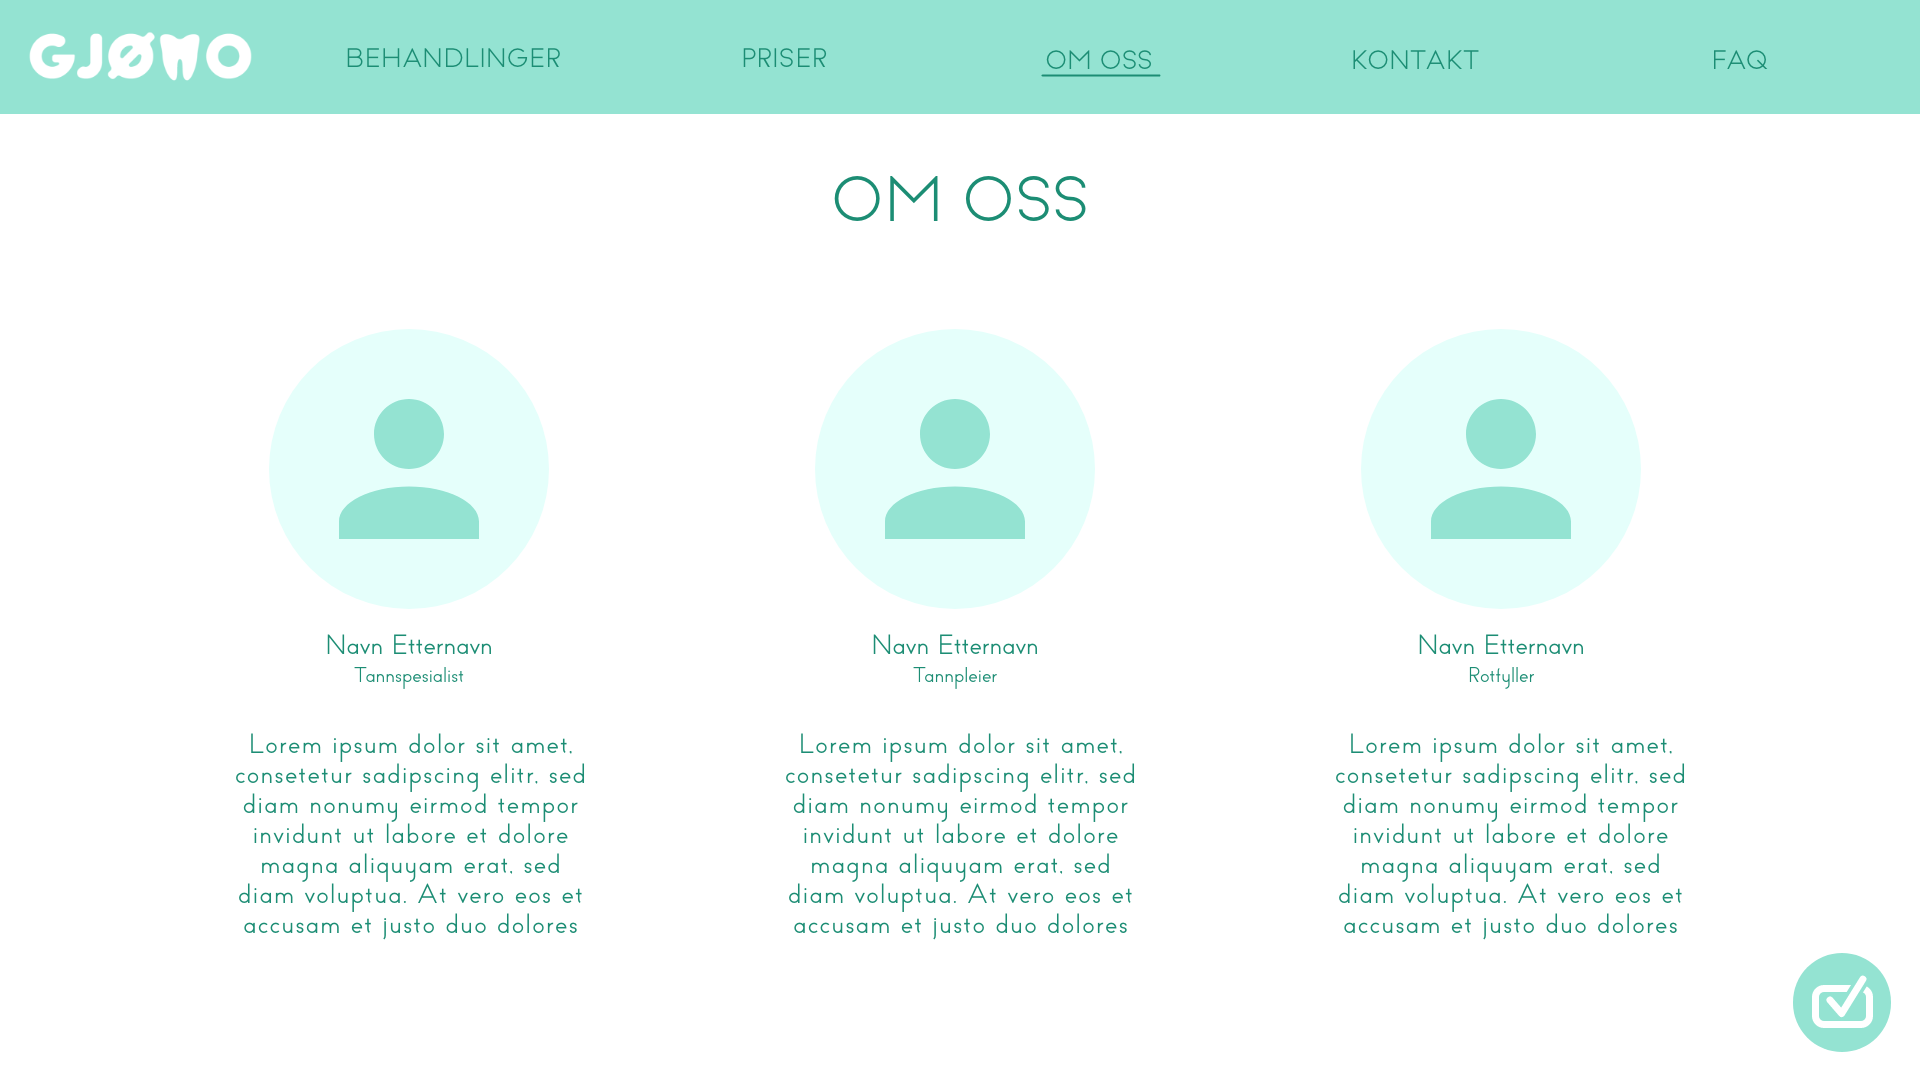 GJØWO
BEHANDLINGER
PRISER
OM OSS
KONTAKT
FAQ
OM OSS
Navn Etternavn
Tannspesialist
Lorem ipsum dolor sit amet,
consetetur sadipscing elitr, sed
diam nonumy eirmod tempor
invidunt ut labore et dolore
magna aliquyam erat, sed
diam voluptua. At vero eos et
accusam et justo duo dolores
Navn Etternavn
Tannpleier
Lorem ipsum dolor sit amet,
consetetur sadipscing elitr, sed
diam nonumy eirmod tempor
invidunt ut labore et dolore
magna aliquyam erat, sed
diam voluptua. At vero eos et
accusam et justo duo dolores
Navn Etternavn
Rotfyller
Lorem ipsum dolor sit amet,
consetetur sadipscing elitr, sed
diam nonumy eirmod tempor
invidunt ut labore et dolore
magna aliquyam erat, sed
diam voluptua. At vero eos et
accusam et justo duo dolores